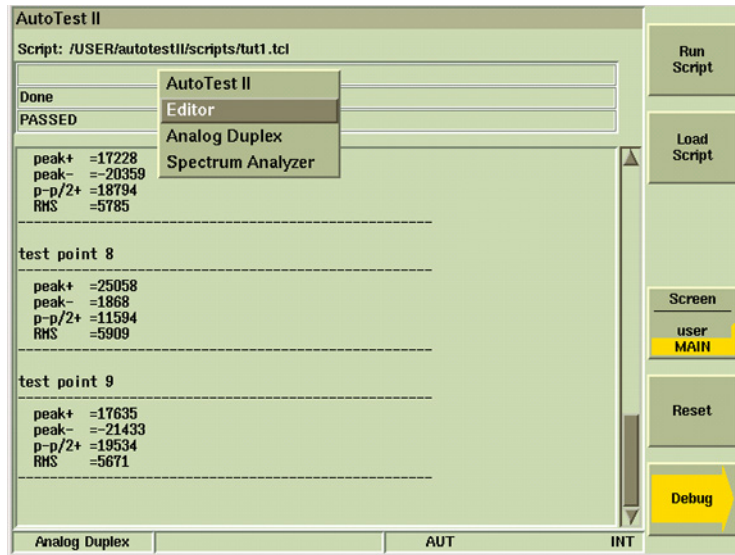 AutoTest II
Script: /USER/autotestII/scripts/tut1.tcl
Done
PASSED
AutoTest II
Editor
Analog Duplex
Spectrum Analyzer
peak+ =17228
peak- =-20359
p-p/2+ =18794
RMS =5785
----------------------------------------------------------------
test point 8
----------------------------------------------------------------
peak+ =25058
peak- =1868
p-p/2+ =11594
RMS =5909
----------------------------------------------------------------
test point 9
----------------------------------------------------------------
peak+ =17635
peak- =-21433
p-p/2+ =19534
RMS =5671
----------------------------------------------------------------
Analog Duplex
AUT
INT
Run
Script
Load
Script
Screen
user
MAIN
Reset
Debug